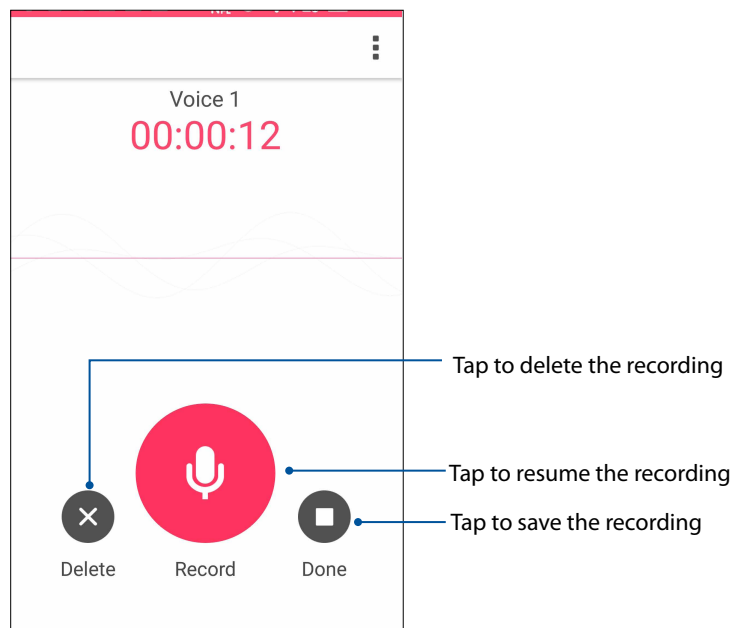 Voice 1
00:00:12
Tap to delete the recording
Tap to resume the recording
Tap to save the recording
Delete Record Done